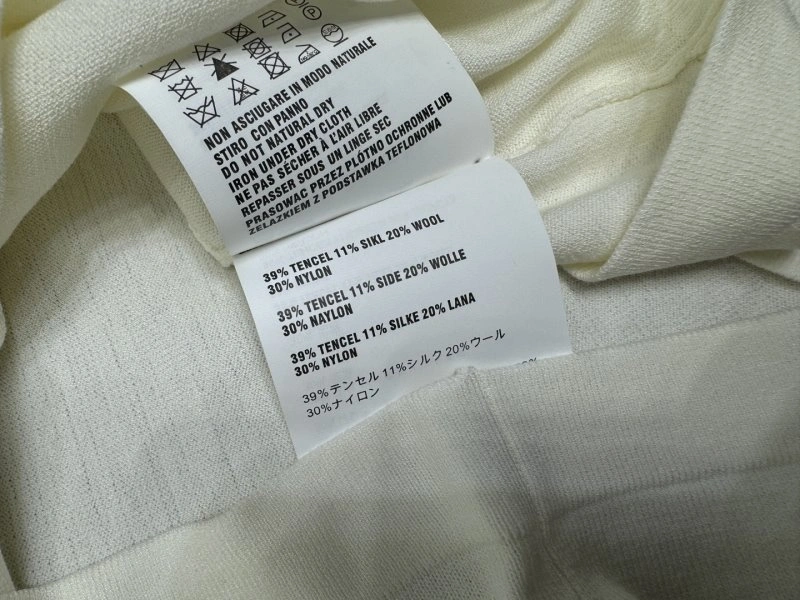 NON ASCIUGARE IN MODO NATURALE
STIRO CON PANNO
DO NOT NATURAL DRY
IRON UNDER DRY CLOTH
NE PAS SÉCHER À T'AIR LIBRE
REPASSER SOUS UN LINGE SEC
PRASOWAC PRZEZ PLÓTNO OCHRONNE LUB
ZELAZKIEM Z PODSTAWKA TEFLONOWA
39% TENCEL 11% SIKL 20% WOOL
30% NYLON
39% TENCEL 11% SIDE 20% WOLLE
30% NAYLON
39% TENCEL 11% SILKE 20% LANA
30% NYLON
39%テンセル 11%シルク 20%ウール
30%ナイロン